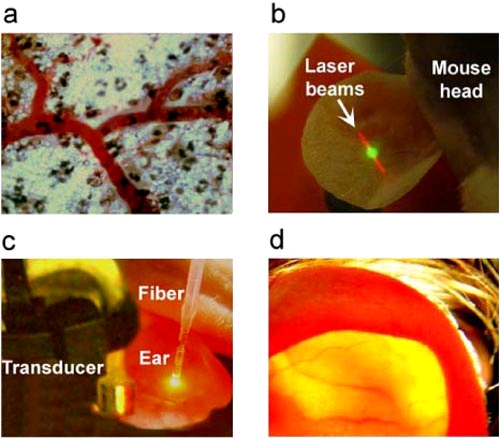 a
b
Laser
beams
Mouse
head
c
Fiber
Transducer
Ear
d